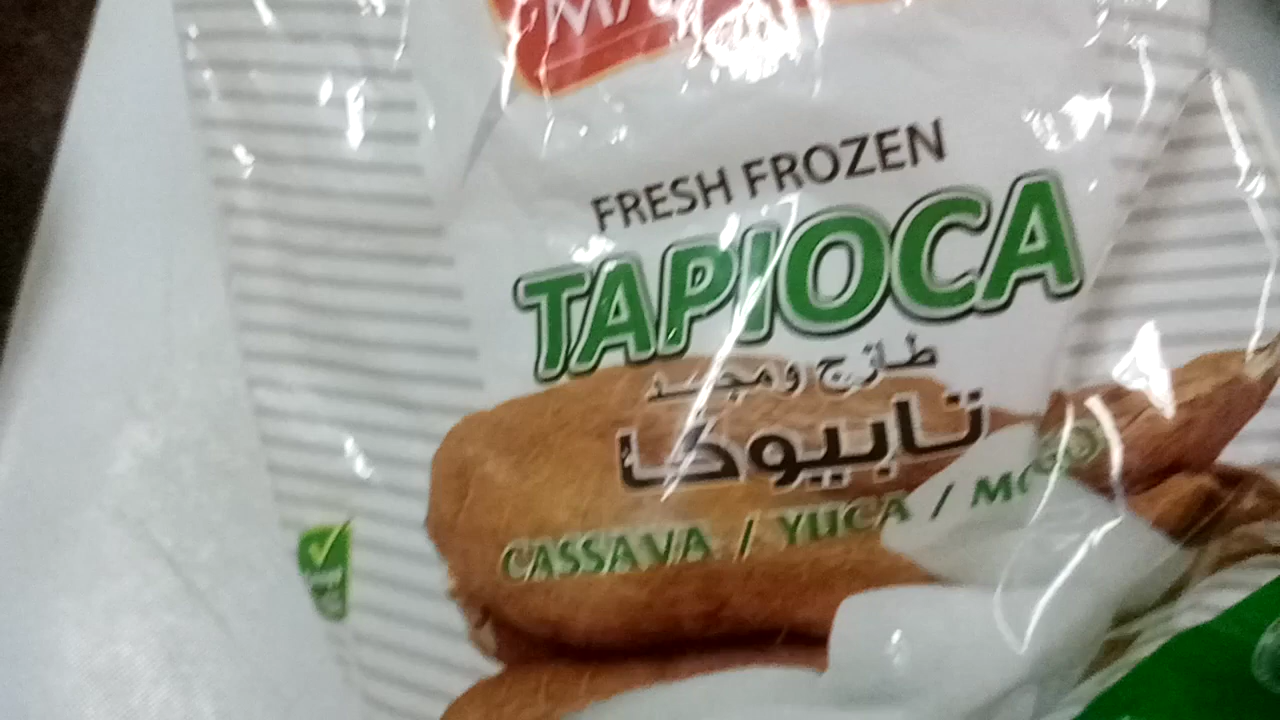 FRESH FROZEN
TAPIOCA
طازج ومجمد
تابيوكا
CASSAVA / YUCA /